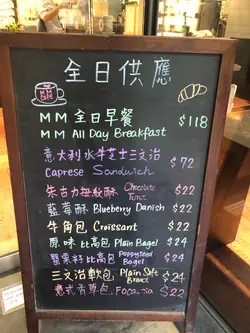 全日供應
MM 全日早餐
MM All Day Breakfast $118
意大利水牛芝士三文治
Caprese Sandwich $72
朱古力無敵酥 Chocolate $22
藍莓酥 Blueberry Danish $22
牛角包 Croissant $22
原味比高包 Plain Bagel $24
罌粟籽比高包 Poppyseed Bagel $24
三文治軟包 Plain Soft $24
意式香草包 Focaccia $22